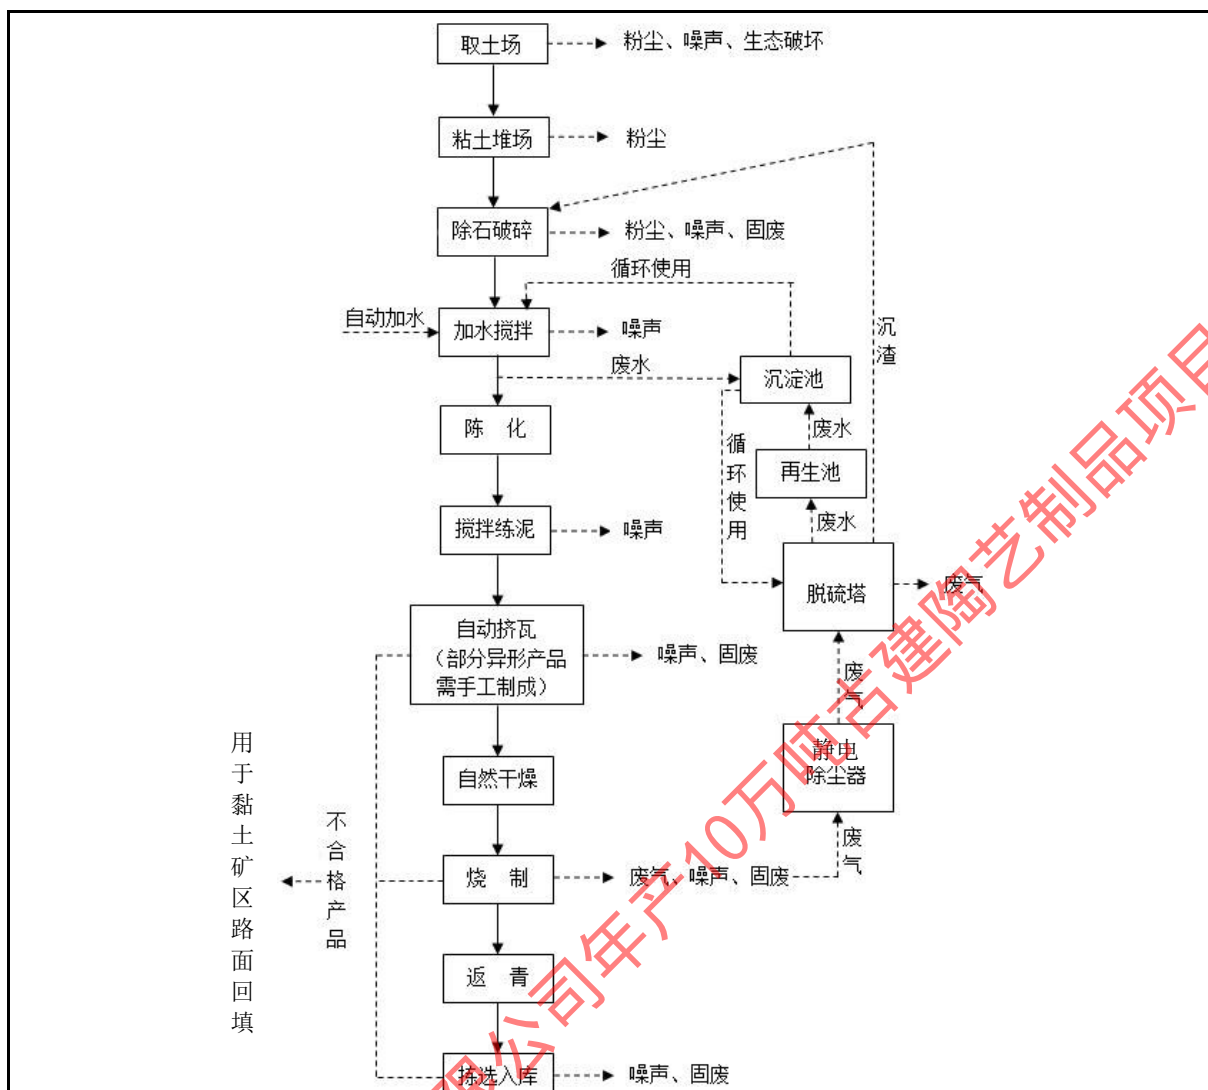 取土场
粉尘、噪声、生态破坏
粘土堆场
粉尘
除石破碎
粉尘、噪声、固废
循环使用
自动加水
加水搅拌
噪声
沉渣
废水
沉淀池
陈 化
循环使用
废水
再生池
搅拌练泥
噪声
废水
脱硫塔
废气
自动挤瓦
（部分异形产品
需手工制成）
噪声、固废
废气
静电
除尘器
用于黏土矿区路面回填
自然干燥
不合格产品
废气
烧 制
废气、噪声、固废
返 青
拣选入库
噪声、固废
限公司年产10万吨古建陶艺制品项目